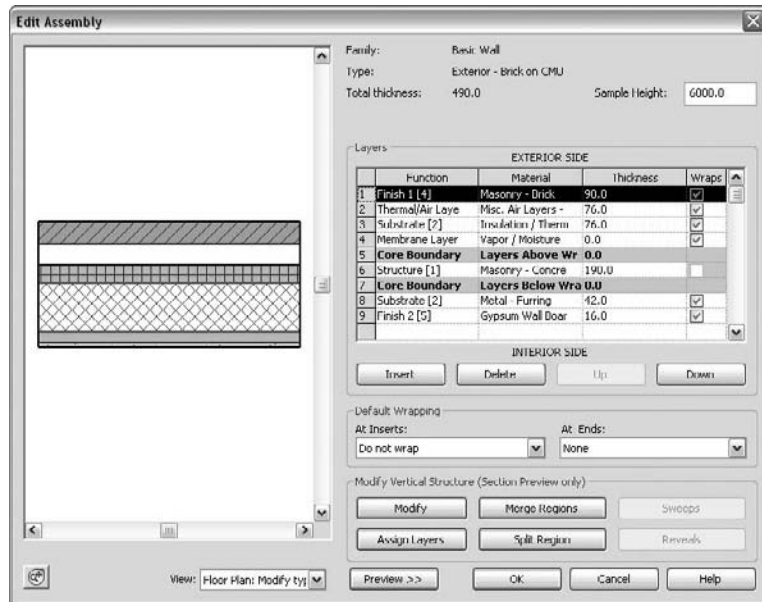 Edit Assembly
Family: Basic Wall
Type: Exterior - Brick on CMU
Total thickness: 490.0 Sample Height: 6000.0
Layers
EXTERIOR SIDE
Function Material Thickness Wraps
1 Finish 1 [4] Masonry - Brick 90.0
2 Thermal/Air Laye Misc. Air Layers - 76.0
3 Substrate [2] Insulation / Therm 76.0
4 Membrane Layer Vapor / Moisture 0.0
5 Core Boundary Layers Above Wr 0.0
6 Structure [1] Masonry - Concre 190.0
7 Core Boundary Layers Below Wra 0.0
8 Substrate [2] Metal - Furring 42.0
9 Finish 2 [5] Gypsum Wall Boar 16.0
INTERIOR SIDE
Insert Delete Up Down
Default Wrapping
At Inserts: At Ends:
Do not wrap None
Modify Vertical Structure (Section Preview only)
Modify Merge Regions Sweeps
Assign Layers Split Region Reveals
View: Floor Plan: Modify typ Preview >> OK Cancel Help